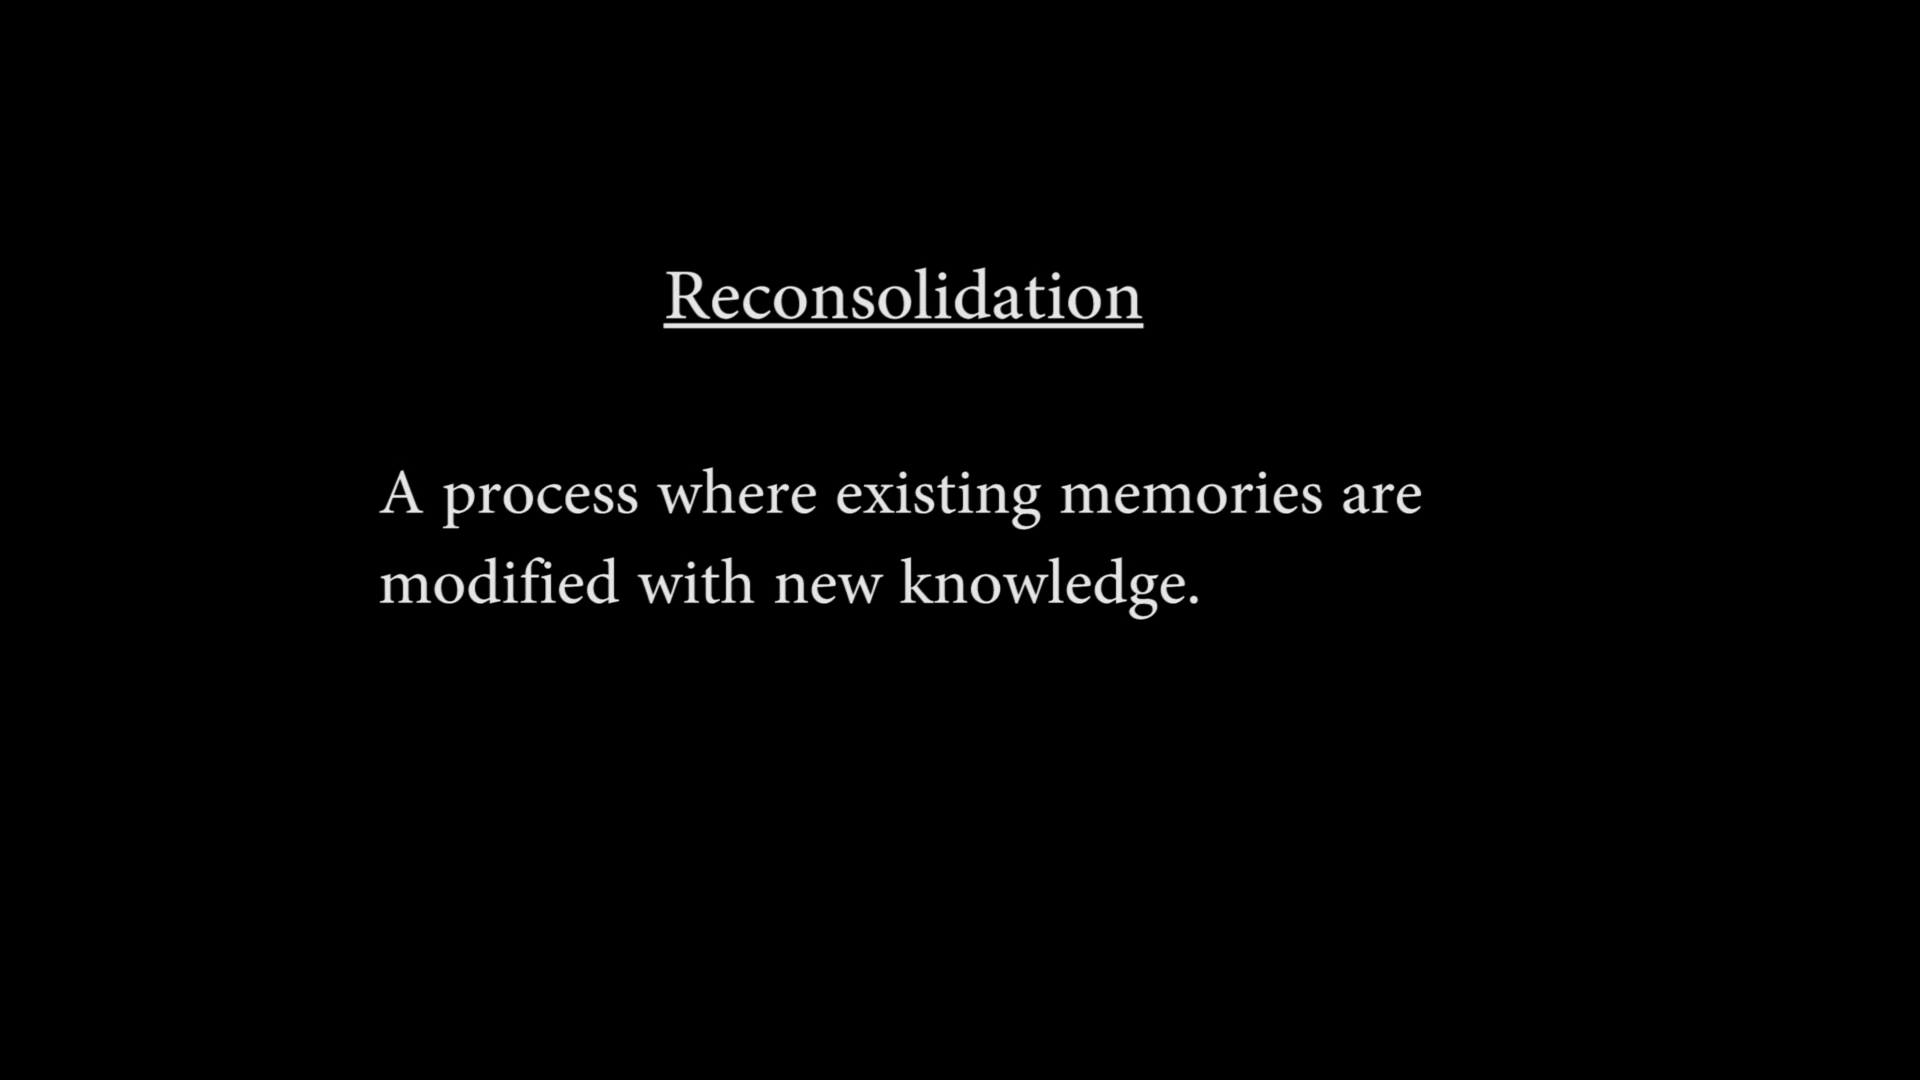 Reconsolidation
A process where existing memories are
modified with new knowledge.